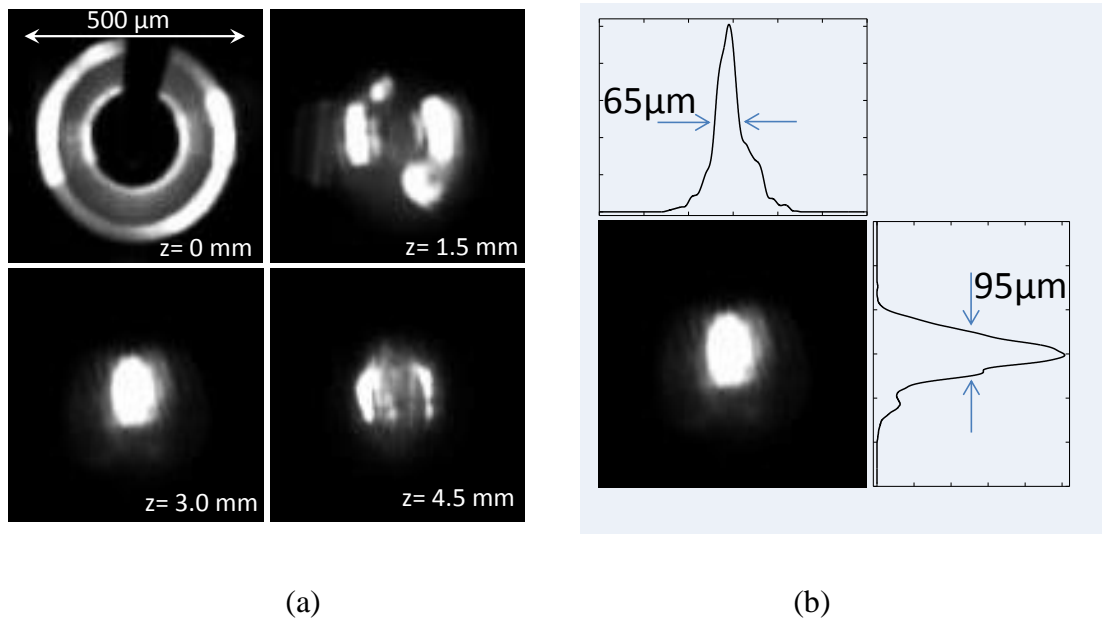 500 µm
z= 0 mm
z= 1.5 mm
z= 3.0 mm
z= 4.5 mm
65µm
95µm
(a)
(b)